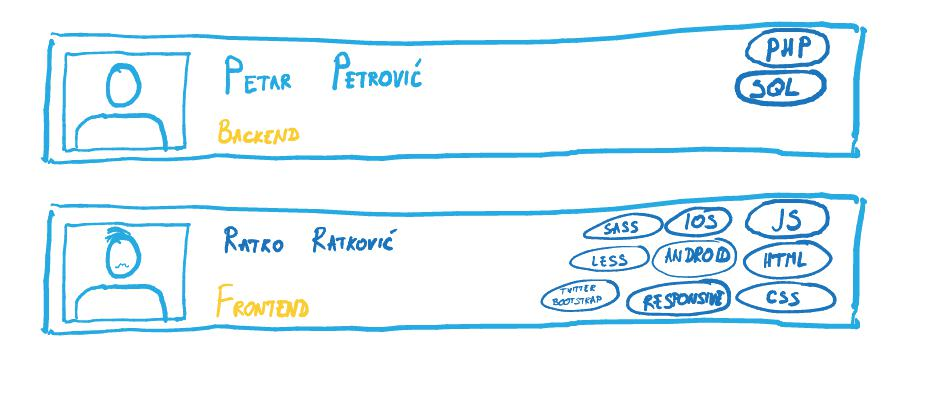 PETAR PETROVIĆ
BACKEND
PHP
SQL
RATKO RATKOVIĆ
FRONTEND
SASS
IOS
JS
LESS
ANDROID
HTML
TWITTER
BOOTSTRAP
RESPONSIVE
CSS